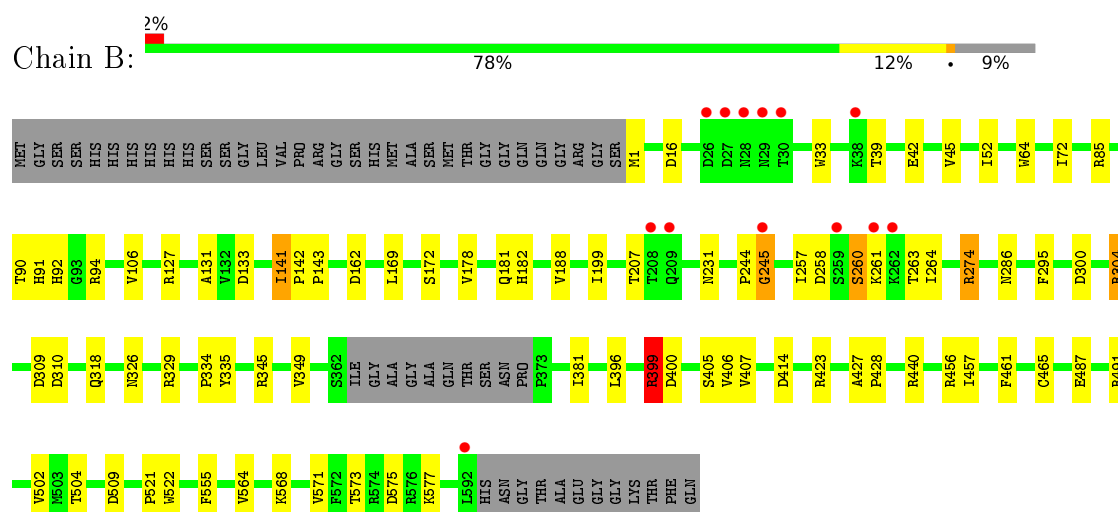 2%
Chain B:
78% 12% • 9%
MET GLY SER SER HIS HIS HIS HIS HIS HIS SER SER GLY LEU VAL PRO ARG GLY SER HIS MET ALA SER MET THR GLY GLY GLN GLN GLY ARG GLY SER M1 D16 D26 D27 N28 N29 T30 W33 K38 T39 E42 V45 I52 W64 I72 R85
T90 H91 H92 G93 R94 V106 R127 A131 V132 D133 I141 P142 P143 D162 L169 S172 V178 Q181 H182 V188 I199 T207 T208 Q209 N231 P244 G245 I257 D258 S259 S260 K261 K262 T263 I264 R274 N286 F295 D300 R304
D309 D310 Q318 N326 R329 P334 Y335 R345 V349 S362 ILE GLY ALA GLY ALA GLN THR SER ASN PRO P373 I381 L396 R399 D400 S405 V406 V407 D414 R423 A427 P428 R440 R456 I457 F461 C465 E487 R491
V502 M503 T504 D509 P521 W522 F555 V564 K568 V571 F572 T573 R574 D575 R576 K577 L592 HIS ASN GLY THR ALA GLU GLY GLY LYS THR PHE GLN